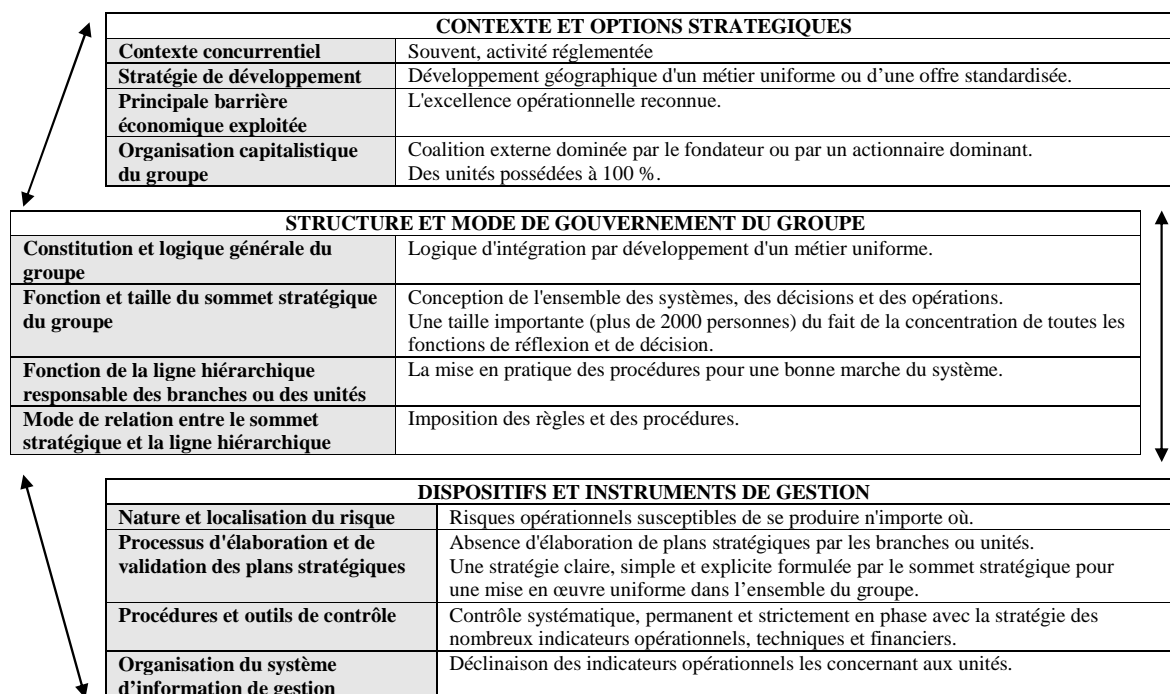 CONTEXTE ET OPTIONS STRATEGIQUES
Contexte concurrentiel Souvent, activité réglementée
Stratégie de développement Développement géographique d'un métier uniforme ou d’une offre standardisée.
Principale barrière
économique exploitée
L'excellence opérationnelle reconnue.
Organisation capitalistique
du groupe
Coalition externe dominée par le fondateur ou par un actionnaire dominant.
Des unités possédées à 100 %.
STRUCTURE ET MODE DE GOUVERNEMENT DU GROUPE
Constitution et logique générale du
groupe
Logique d'intégration par développement d'un métier uniforme.
Fonction et taille du sommet stratégique
du groupe
Conception de l'ensemble des systèmes, des décisions et des opérations.
Une taille importante (plus de 2000 personnes) du fait de la concentration de toutes les
fonctions de réflexion et de décision.
Fonction de la ligne hiérarchique
responsable des branches ou des unités
La mise en pratique des procédures pour une bonne marche du système.
Mode de relation entre le sommet
stratégique et la ligne hiérarchique
Imposition des règles et des procédures.
DISPOSITIFS ET INSTRUMENTS DE GESTION
Nature et localisation du risque Risques opérationnels susceptibles de se produire n'importe où.
Processus d'élaboration et de
validation des plans stratégiques
Absence d'élaboration de plans stratégiques par les branches ou unités.
Une stratégie claire, simple et explicite formulée par le sommet stratégique pour
une mise en œuvre uniforme dans l’ensemble du groupe.
Procédures et outils de contrôle
Contrôle systématique, permanent et strictement en phase avec la stratégie des
nombreux indicateurs opérationnels, techniques et financiers.
Organisation du système
d’information de gestion
Déclinaison des indicateurs opérationnels les concernant aux unités.